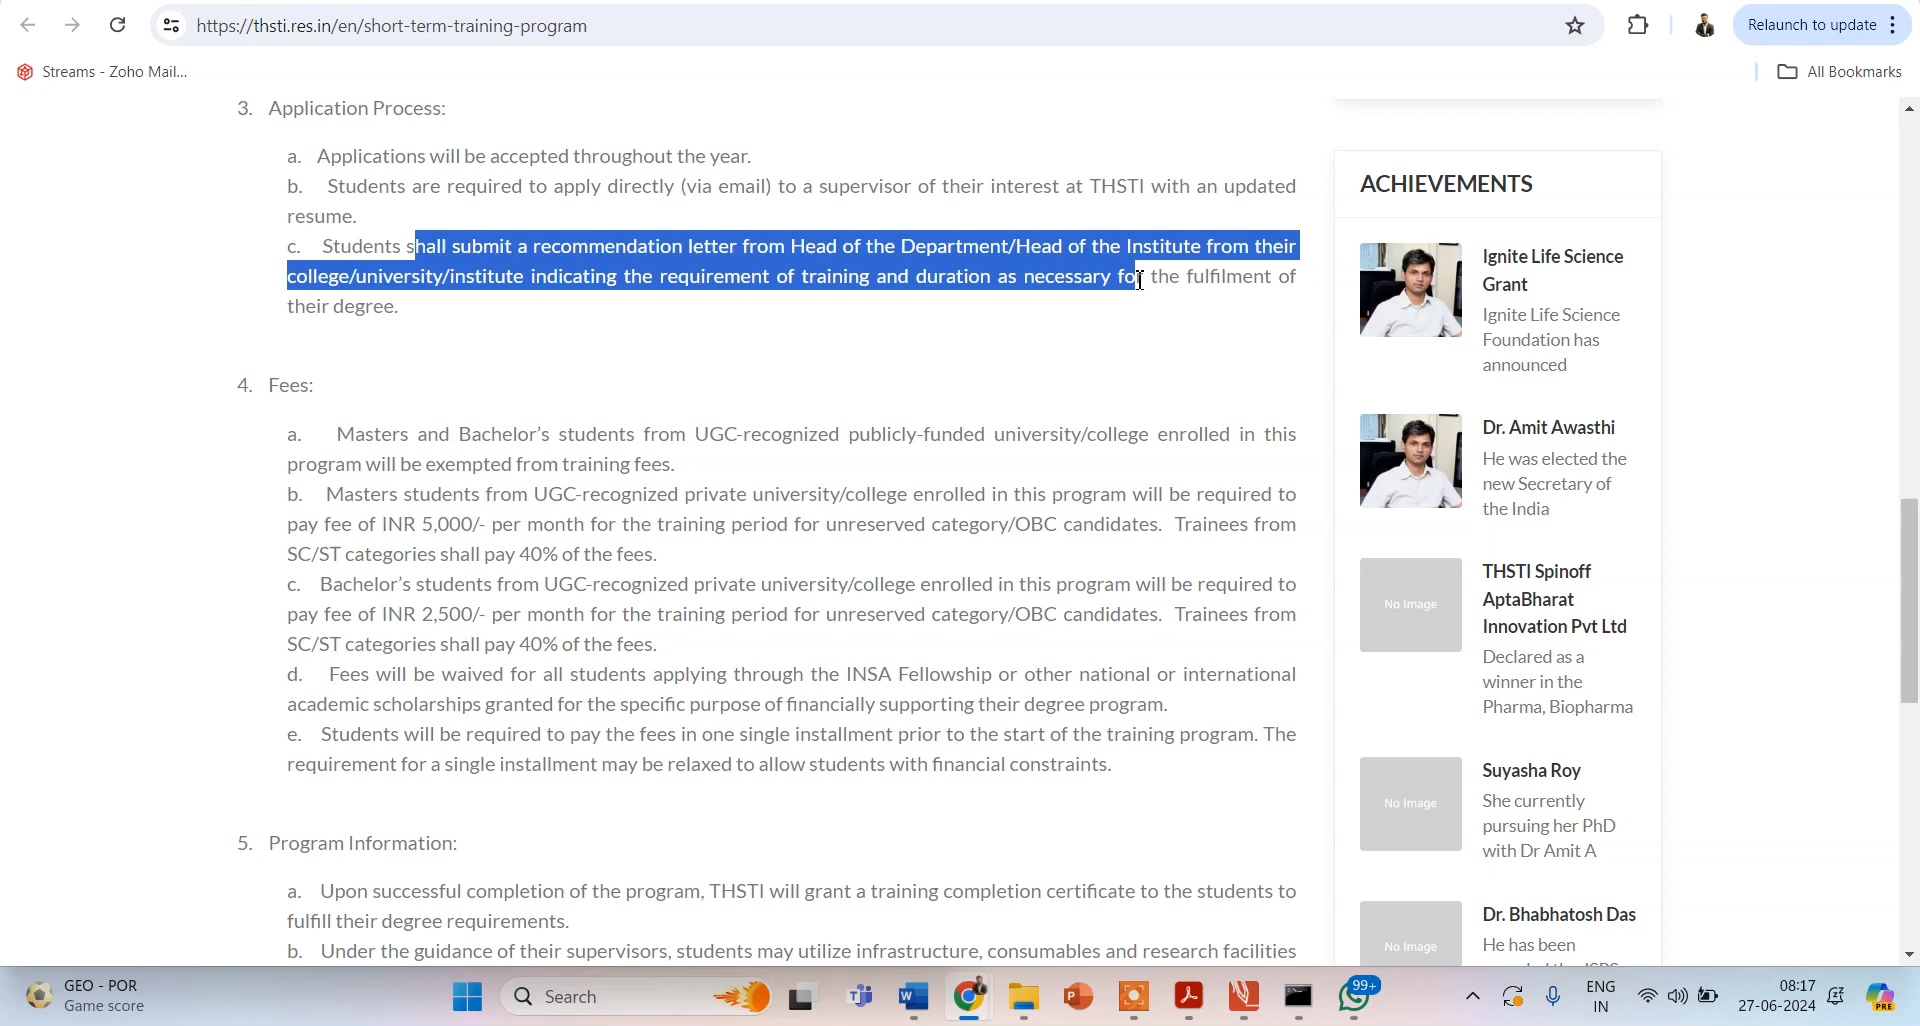 https://thsti.res.in/en/short-term-training-program
Relaunch to update
Streams - Zoho Mail...
All Bookmarks
3. Application Process:
a. Applications will be accepted throughout the year.
b. Students are required to apply directly (via email) to a supervisor of their interest at THSTI with an updated
resume.
c. Students shall submit a recommendation letter from Head of the Department/Head of the Institute from their
college/university/institute indicating the requirement of training and duration as necessary for the fulfilment of
their degree.
4. Fees:
a. Masters and Bachelor's students from UGC-recognized publicly-funded university/college enrolled in this
program will be exempted from training fees.
b. Masters students from UGC-recognized private university/college enrolled in this program will be required to
pay fee of INR 5,000/- per month for the training period for unreserved category/OBC candidates. Trainees from
SC/ST categories shall pay 40% of the fees.
c. Bachelor's students from UGC-recognized private university/college enrolled in this program will be required to
pay fee of INR 2,500/- per month for the training period for unreserved category/OBC candidates. Trainees from
SC/ST categories shall pay 40% of the fees.
d. Fees will be waived for all students applying through the INSA Fellowship or other national or international
academic scholarships granted for the specific purpose of financially supporting their degree program.
e. Students will be required to pay the fees in one single installment prior to the start of the training program. The
requirement for a single installment may be relaxed to allow students with financial constraints.
5. Program Information:
a. Upon successful completion of the program, THSTI will grant a training completion certificate to the students to
fulfill their degree requirements.
b. Under the guidance of their supervisors, students may utilize infrastructure, consumables and research facilities
ACHIEVEMENTS
Ignite Life Science
Grant
Ignite Life Science
Foundation has
announced
Dr. Amit Awasthi
He was elected the
new Secretary of
the India
No Image
THSTI Spinoff
AptaBharat
Innovation Pvt Ltd
Declared as a
winner in the
Pharma, Biopharma
No Image
Suyasha Roy
She currently
pursuing her PhD
with Dr Amit A
No Image
Dr. Bhabhatosh Das
He has been
GEO - POR
Game score
Search
99+
ENG
IN
08:17
27-06-2024
PRE